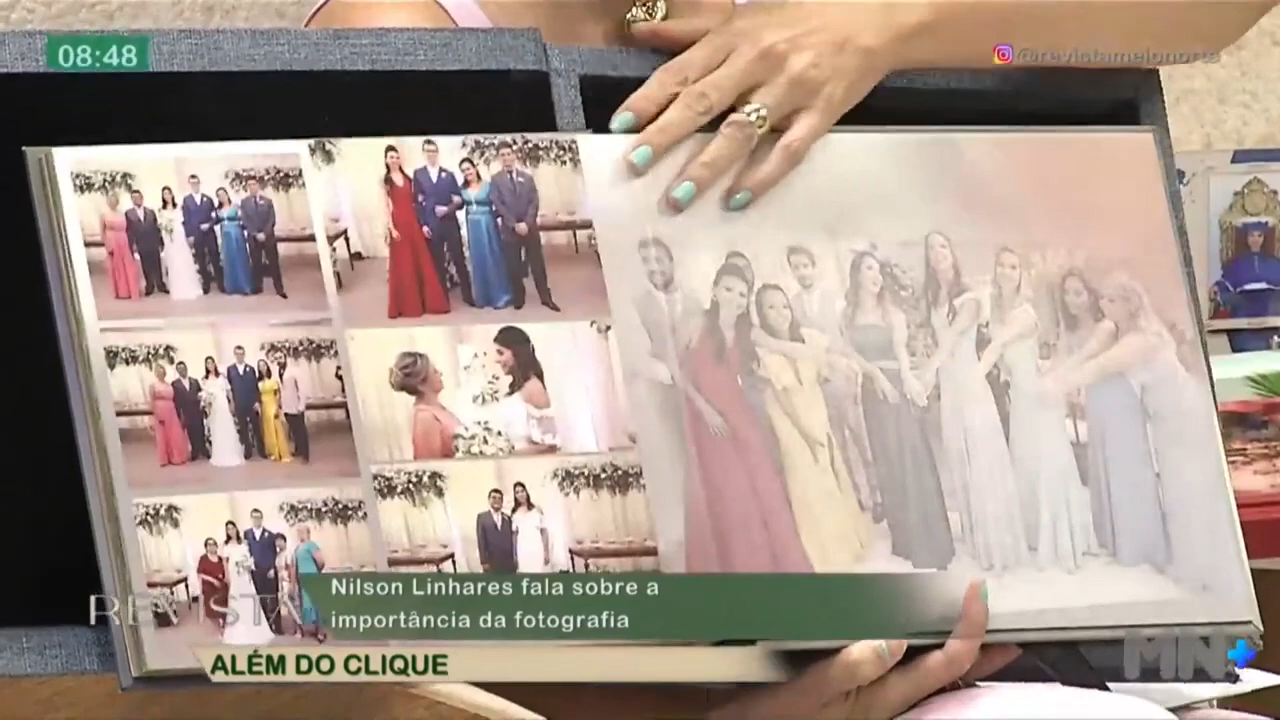 08:48
@revistameionorte
Nilson Linhares fala sobre a
importância da fotografia
REVISTA
ALÉM DO CLIQUE
MN+